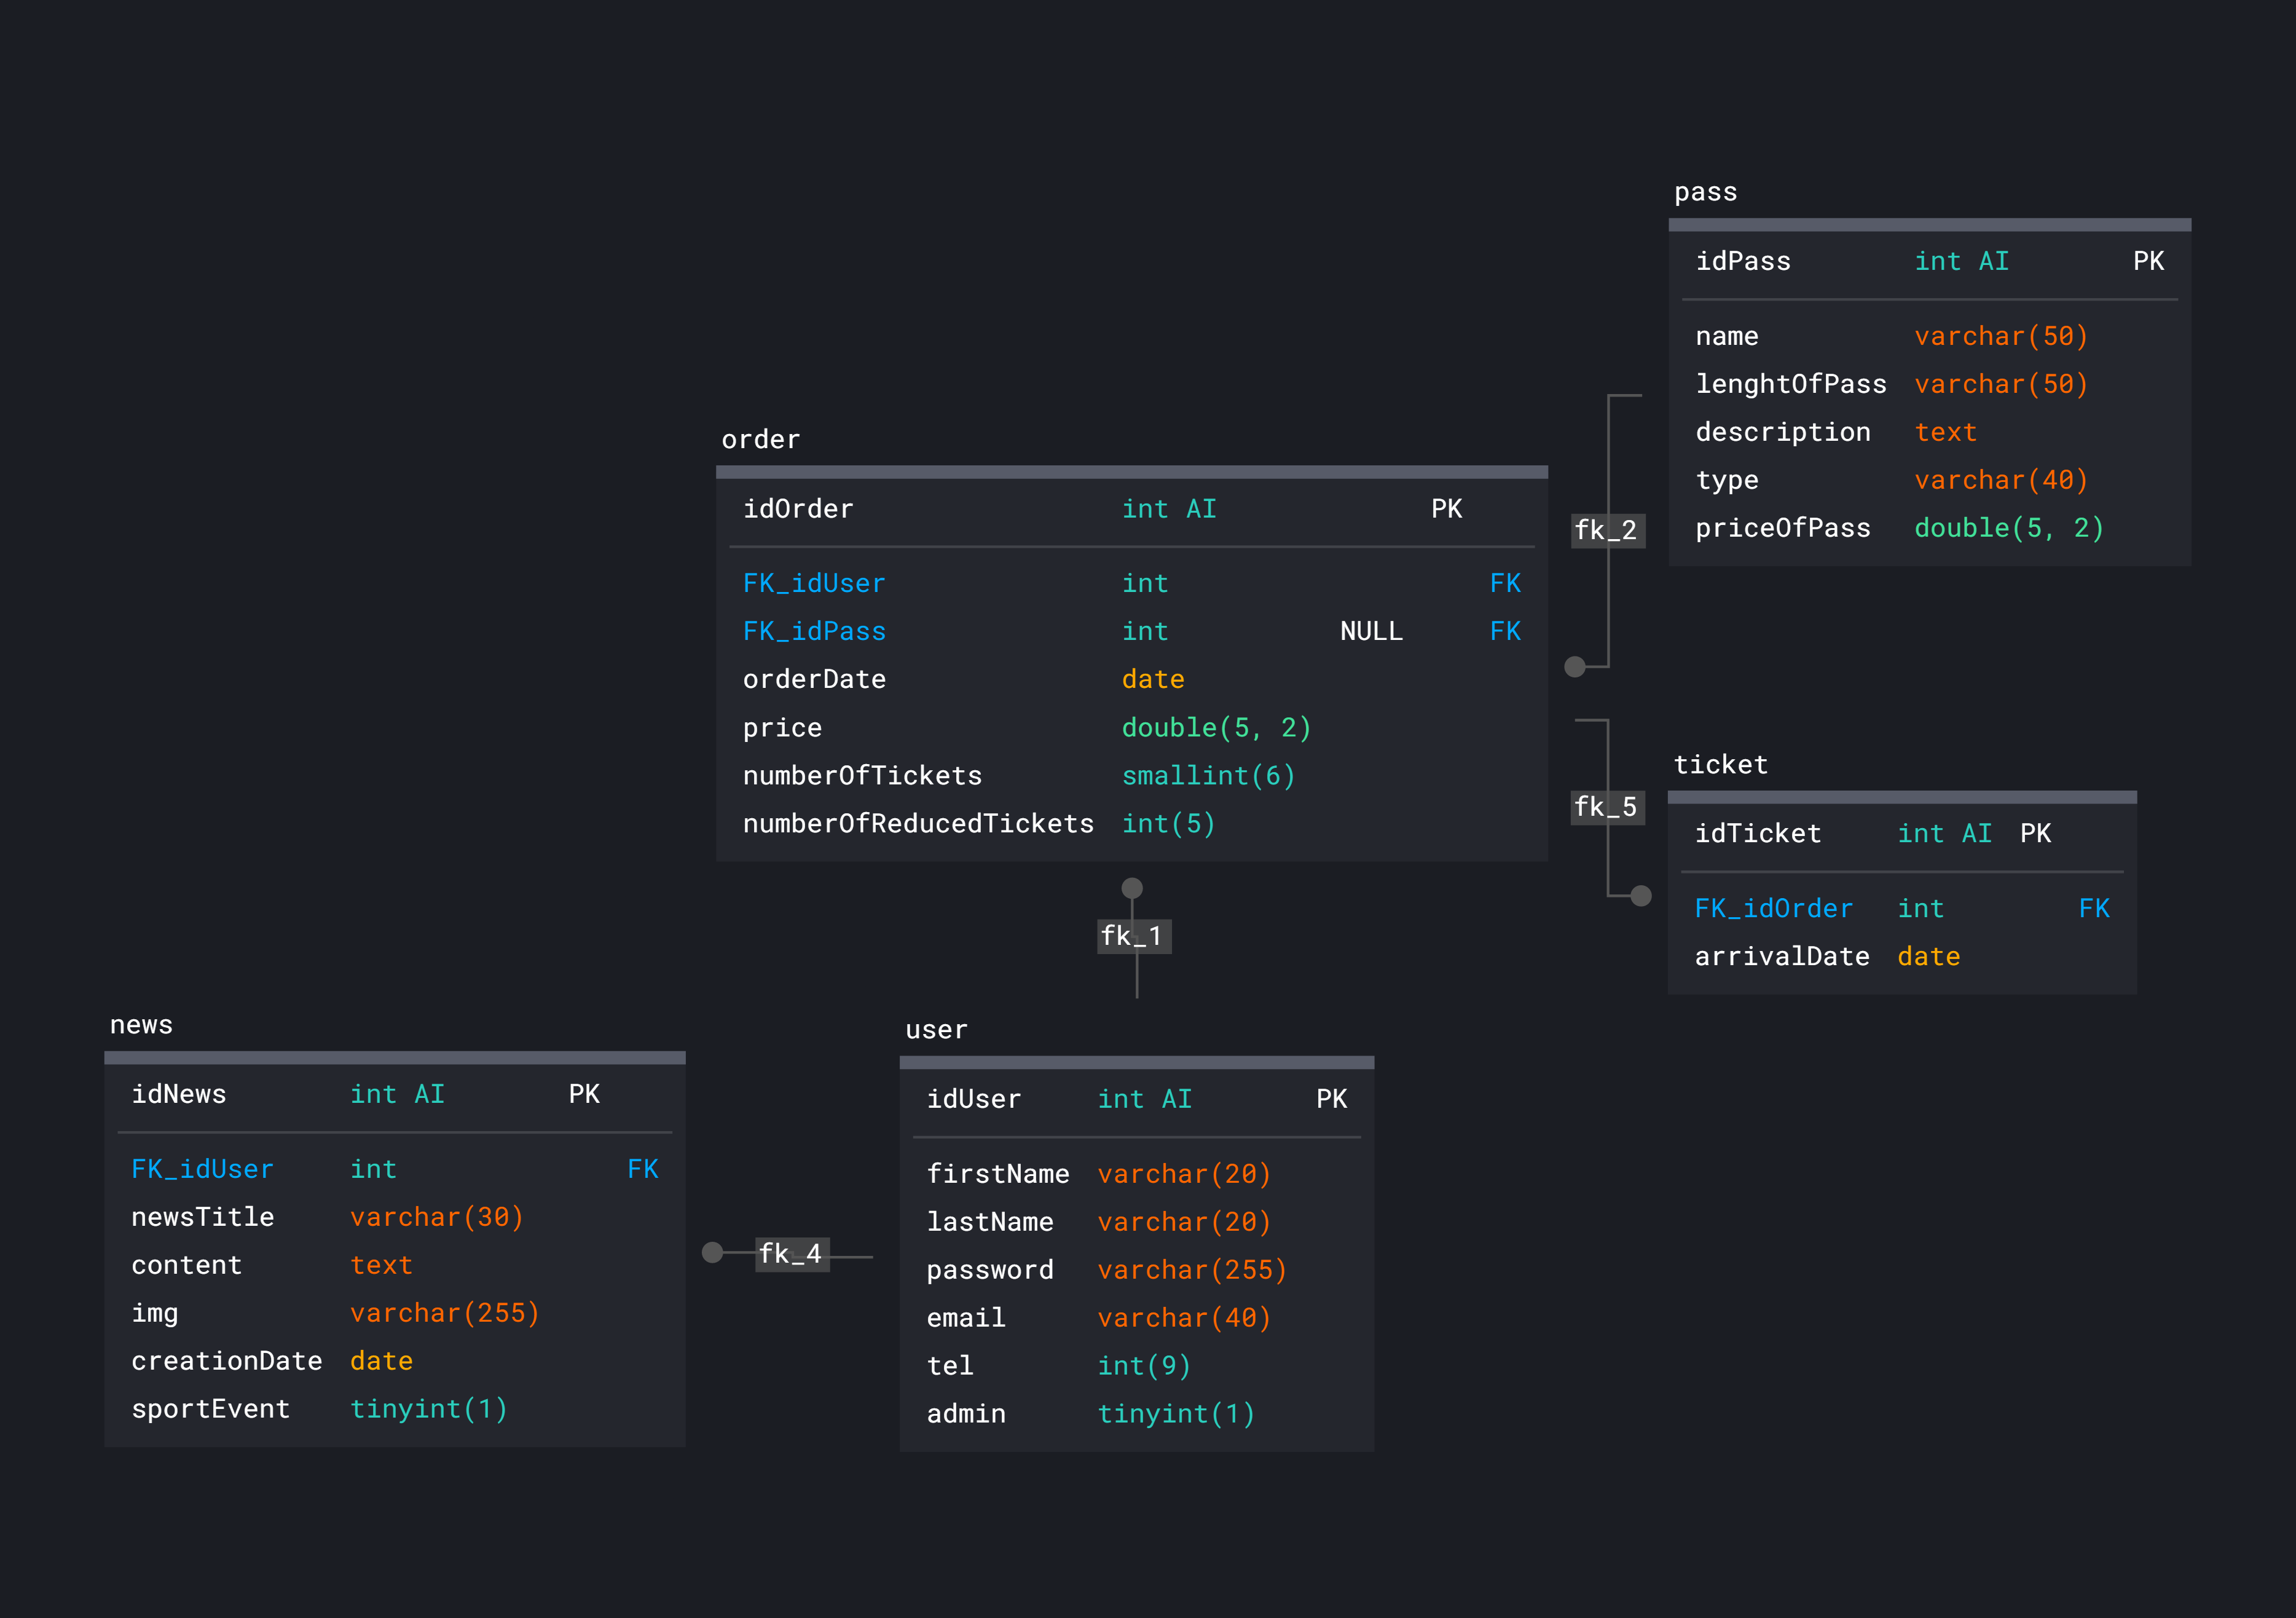 pass
idPass int AI PK
name varchar(50)
lenghtOfPass varchar(50)
description text
type varchar(40)
priceOfPass double(5, 2)
order
idOrder int AI PK
FK_idUser int FK
FK_idPass int NULL FK
orderDate date
price double(5, 2)
numberOfTickets smallint(6)
numberOfReducedTickets int(5)
fk_2
fk_5
ticket
idTicket int AI PK
FK_idOrder int FK
arrivalDate date
fk_1
news
idNews int AI PK
FK_idUser int FK
newsTitle varchar(30)
content text
img varchar(255)
creationDate date
sportEvent tinyint(1)
fk_4
user
idUser int AI PK
firstName varchar(20)
lastName varchar(20)
password varchar(255)
email varchar(40)
tel int(9)
admin tinyint(1)